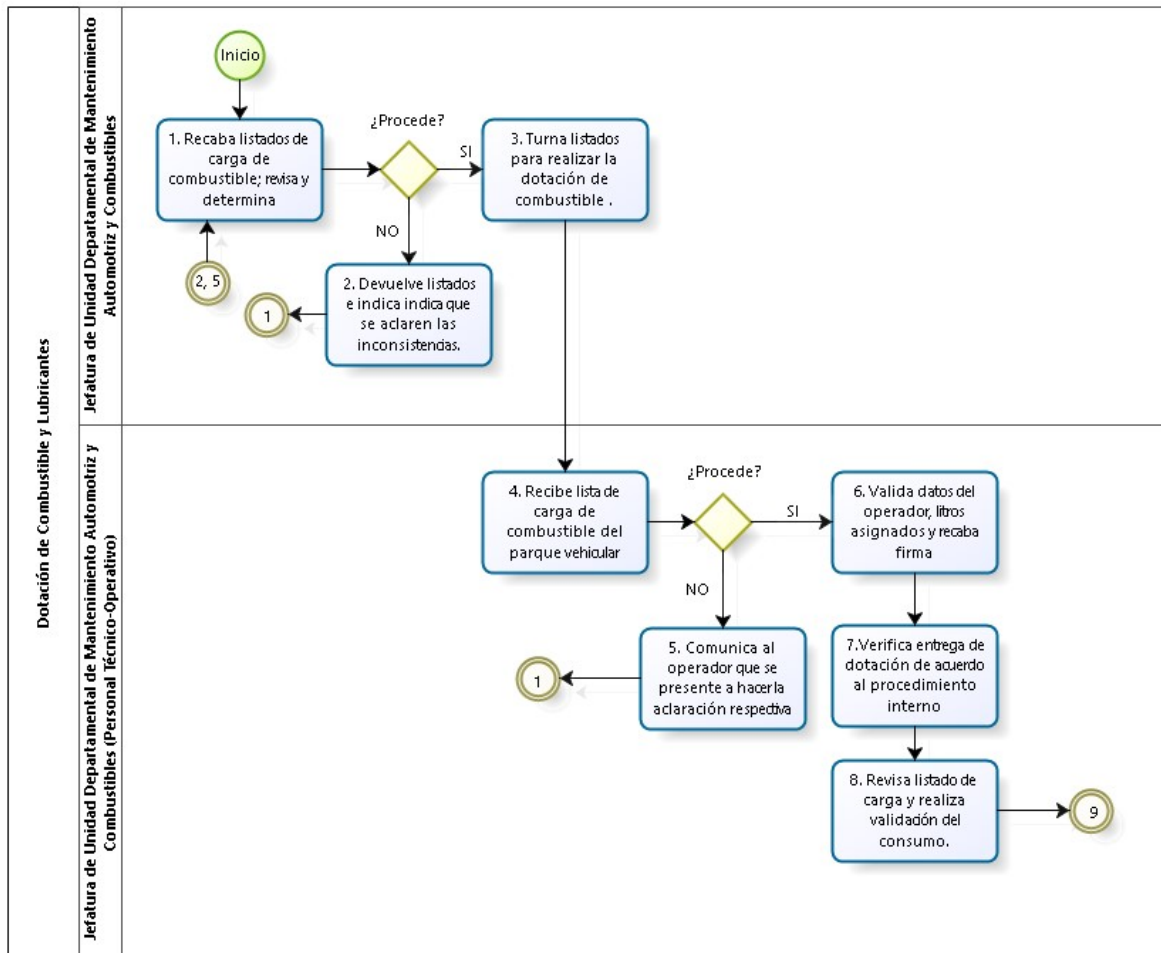 Dotación de Combustible y Lubricantes
Jefatura de Unidad Departamental de Mantenimiento
Automotriz y Combustibles
Inicio
1. Recaba listados de
carga de
combustible; revisa y
determina
¿Procede?
SI
3. Turna listados
para realizar la
dotación de
combustible .
NO
2, 5
2. Devuelve listados
e indica indica que
se aclaren las
inconsistencias.
1
Jefatura de Unidad Departamental de Mantenimiento Automotriz y
Combustibles (Personal Técnico-Operativo)
4. Recibe lista de
carga de
combustible del
parque vehicular
¿Procede?
SI
6. Valida datos del
operador, litros
asignados y recaba
firma
NO
5. Comunica al
operador que se
presente a hacerla
aclaración respectiva
1
7.Verifica entrega de
dotación de acuerdo
al procedimiento
interno
8. Revisa listado de
carga y realiza
validación del
consumo.
9